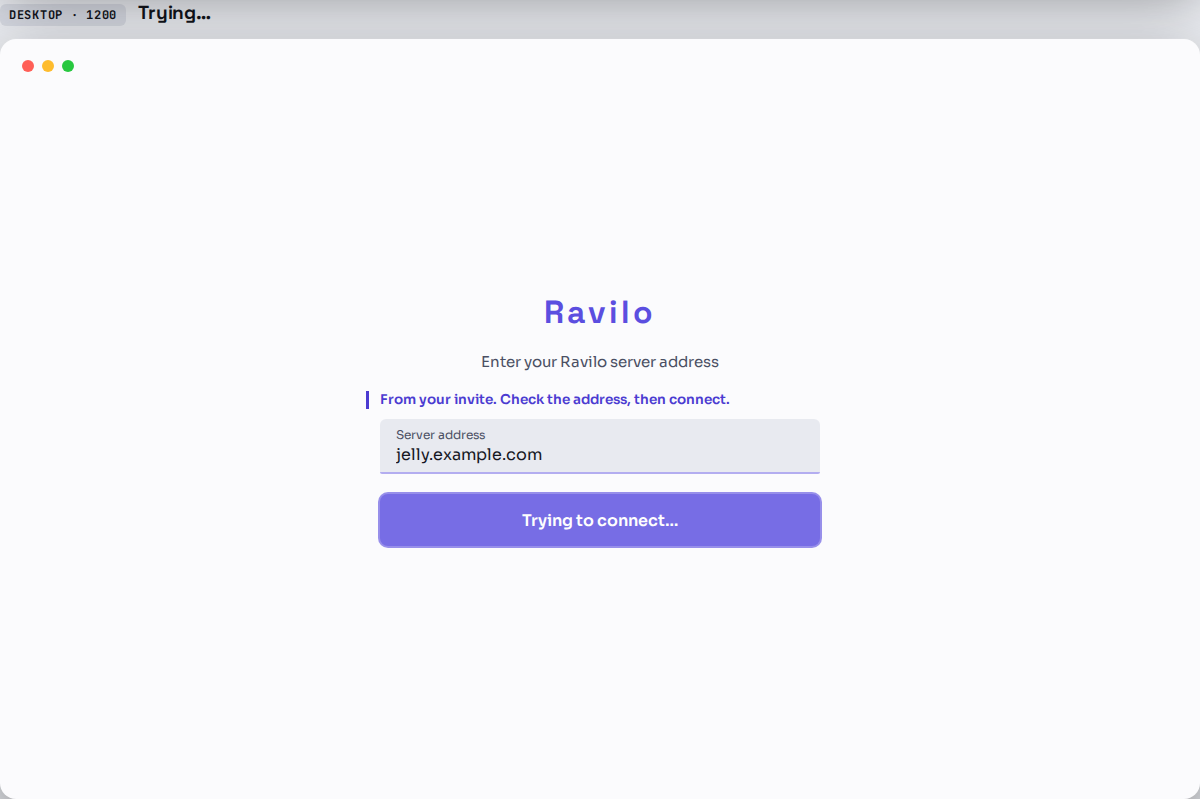 DESKTOP · 1200 Trying...
Ravilo
Enter your Ravilo server address
From your invite. Check the address, then connect.
Server address
jelly.example.com
Trying to connect...